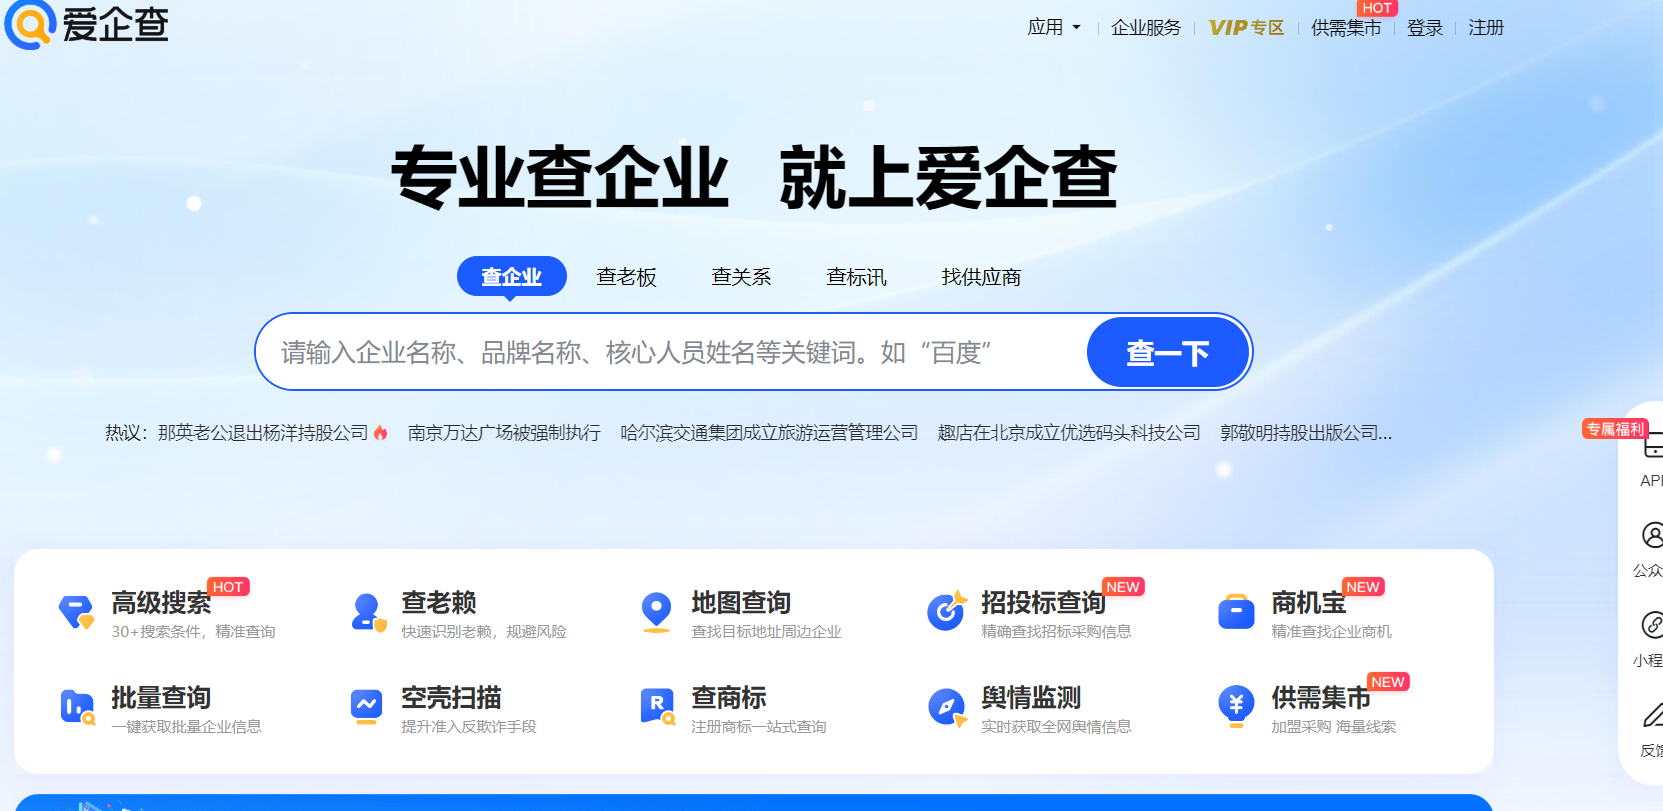 爱企查
应用 企业服务 VIP专区 供需集市 HOT 登录 注册
专业查企业 就上爱企查
查企业 查老板 查关系 查标讯 找供应商
请输入企业名称、品牌名称、核心人员姓名等关键词。如“百度” 查一下
热议：那英老公退出杨洋持股公司 南京万达广场被强制执行 哈尔滨交通集团成立旅游运营管理公司 趣店在北京成立优选码头科技公司 郭敬明持股出版公司...
专属福利
APP
公众
小程
反馈
高级搜索 HOT 查老赖 地图查询 招投标查询 NEW 商机宝 NEW
30+搜索条件，精准查询 快速识别老赖，规避风险 查找目标地址周边企业 精确查找招标采购信息 精准查找企业商机
批量查询 空壳扫描 查商标 舆情监测 供需集市 NEW
一键获取批量企业信息 提升准入反欺诈手段 注册商标一站式查询 实时获取全网舆情信息 加盟采购 海量线索